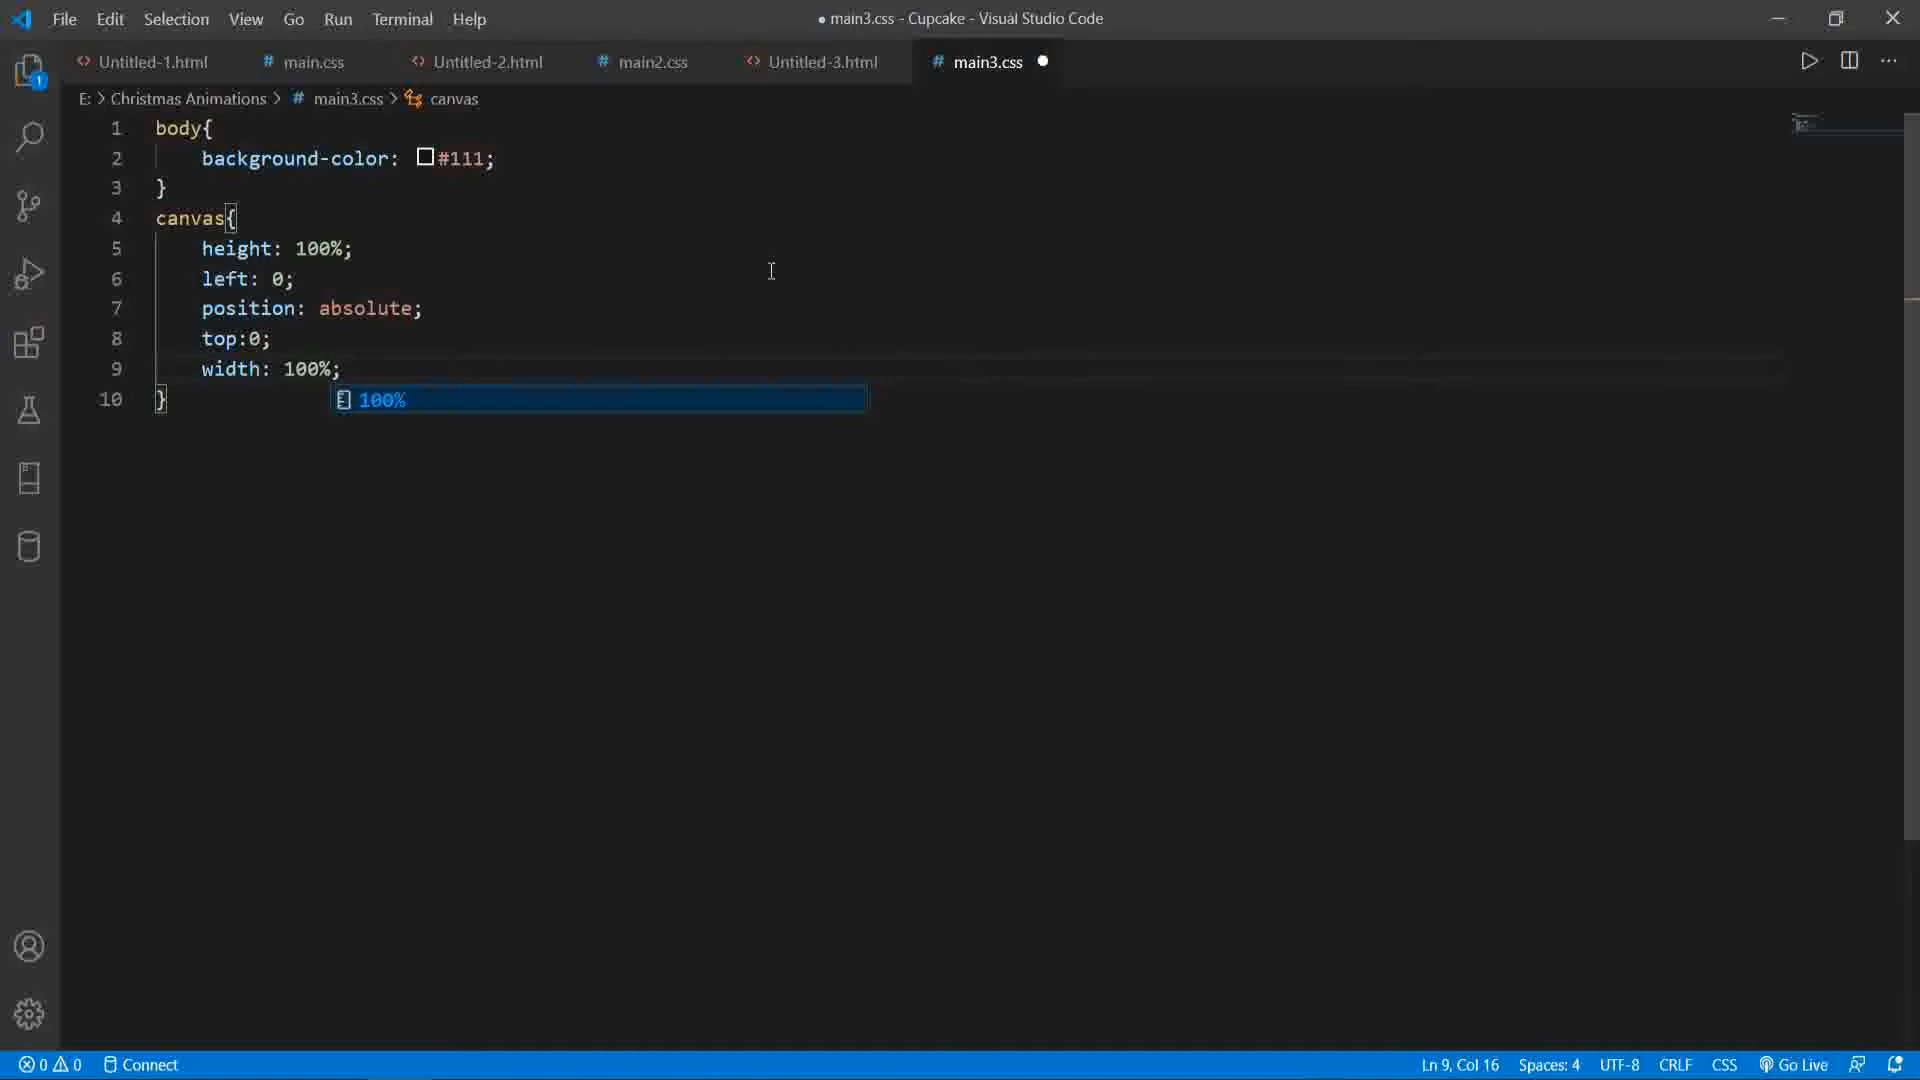 File Edit Selection View Go Run Terminal Help
● main3.css - Cupcake - Visual Studio Code
Untitled-1.html # main.css Untitled-2.html # main2.css Untitled-3.html # main3.css ●
E: > Christmas Animations > # main3.css > canvas
1
1 body{
2 background-color: #111;
3 }
4 canvas{
5 height: 100%;
6 left: 0;
7 position: absolute;
8 top:0;
9 width: 100%;
10 }
100%
0 0 Connect
Ln 9, Col 16 Spaces: 4 UTF-8 CRLF CSS Go Live